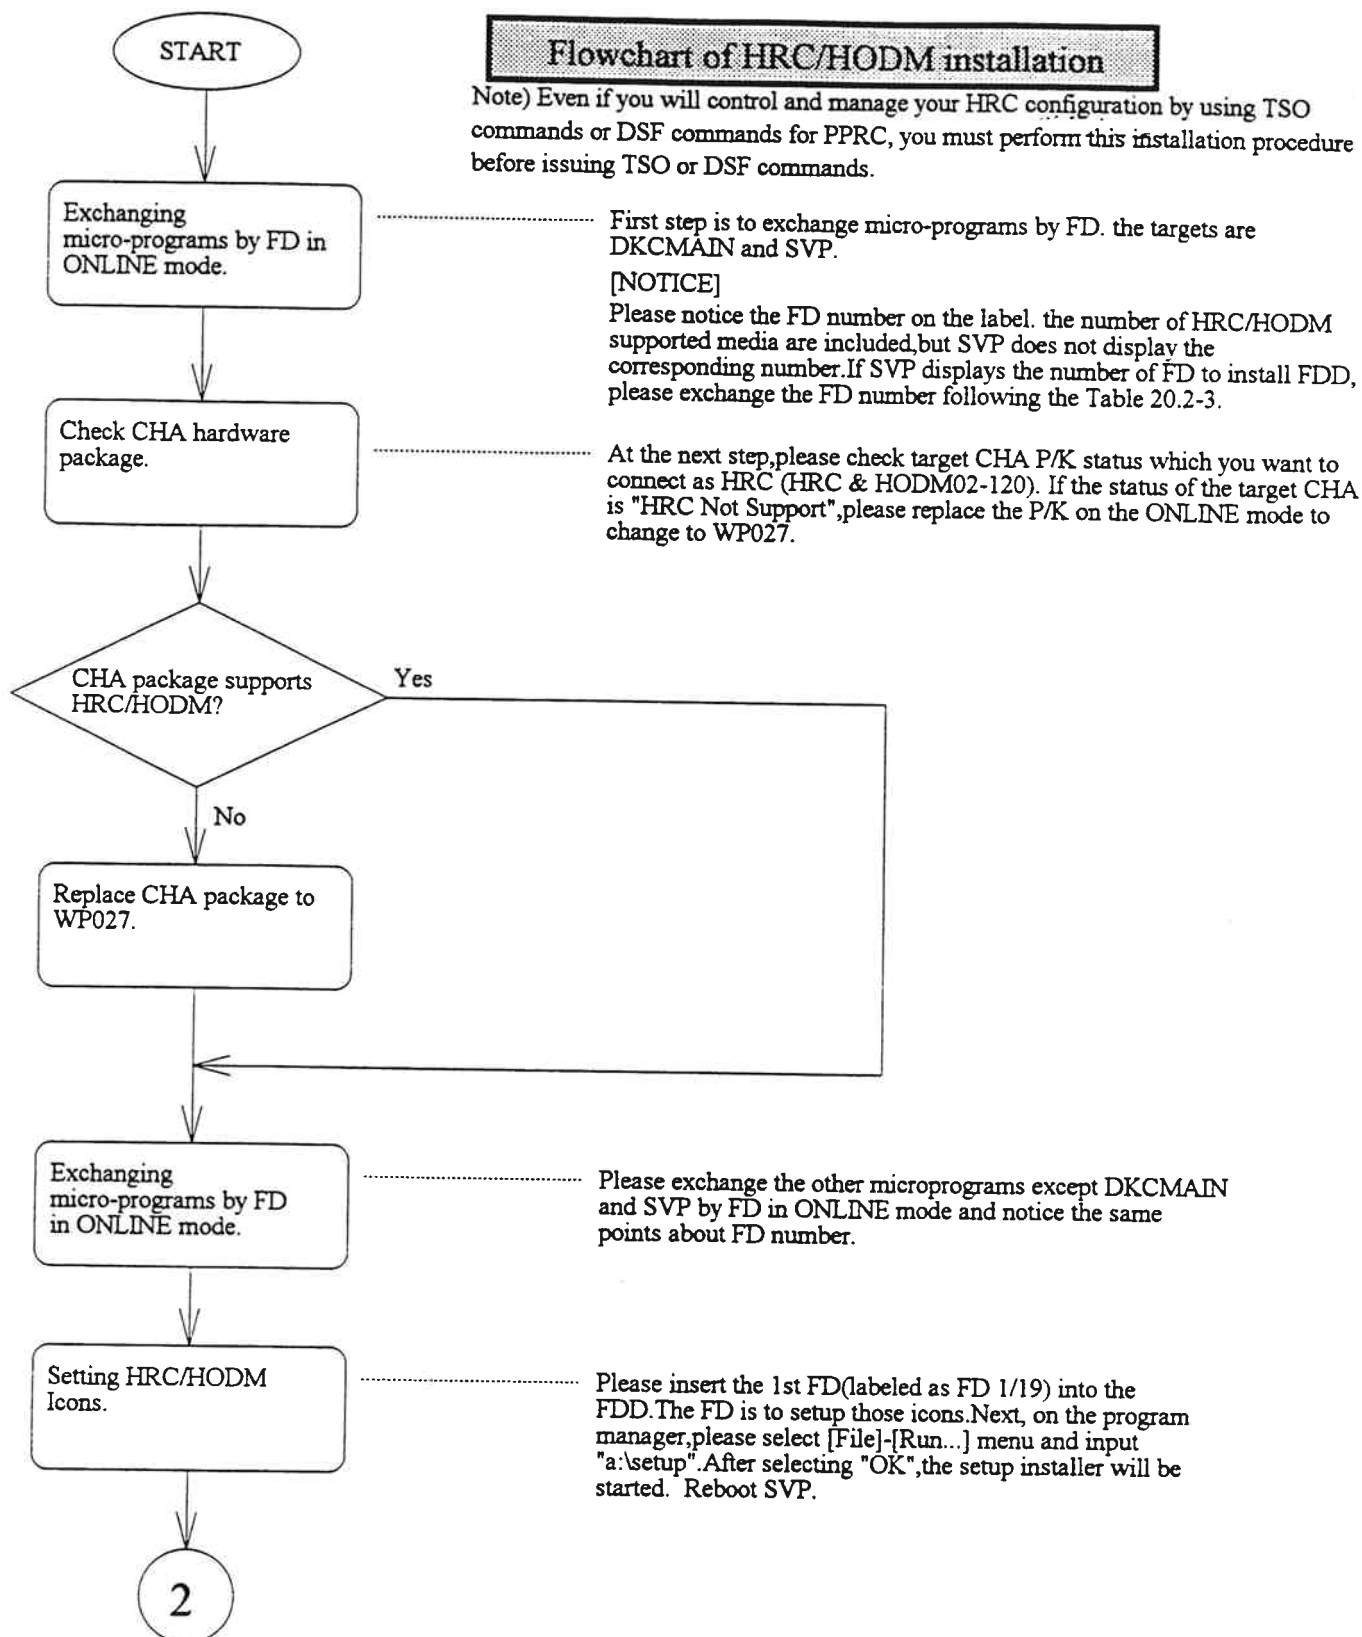 START
Flowchart of HRC/HODM installation
Note) Even if you will control and manage your HRC configuration by using TSO
commands or DSF commands for PPRC, you must perform this installation procedure
before issuing TSO or DSF commands.
Exchanging
micro-programs by FD in
ONLINE mode.
First step is to exchange micro-programs by FD. the targets are
DKCMAIN and SVP.
[NOTICE]
Please notice the FD number on the label. the number of HRC/HODM
supported media are included,but SVP does not display the
corresponding number.If SVP displays the number of FD to install FDD,
please exchange the FD number following the Table 20.2-3.
Check CHA hardware
package.
At the next step,please check target CHA P/K status which you want to
connect as HRC (HRC & HODM02-120). If the status of the target CHA
is "HRC Not Support",please replace the P/K on the ONLINE mode to
change to WP027.
CHA package supports
HRC/HODM?
Yes
No
Replace CHA package to
WP027.
Exchanging
micro-programs by FD
in ONLINE mode.
Please exchange the other microprograms except DKCMAIN
and SVP by FD in ONLINE mode and notice the same
points about FD number.
Setting HRC/HODM
Icons.
Please insert the 1st FD(labeled as FD 1/19) into the
FDD.The FD is to setup those icons.Next, on the program
manager,please select [File]-[Run...] menu and input
"a:\setup".After selecting "OK",the setup installer will be
started.  Reboot SVP.
2